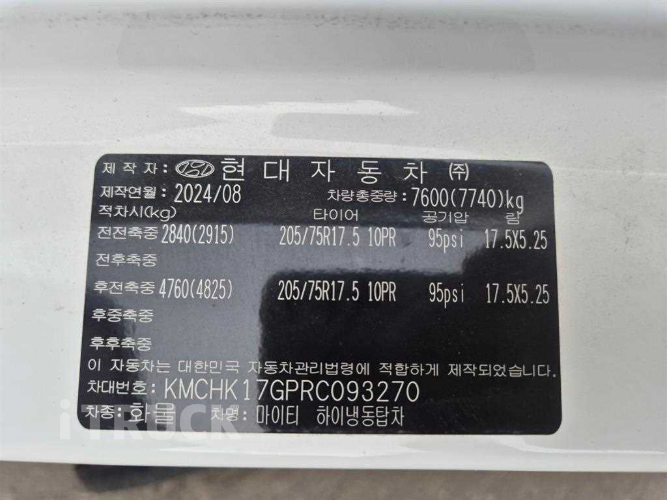 제 작 자 : 현 대 자 동 차 ㈜
제작연월: 2024/08 차량총중량: 7600(7740)kg
적차시(kg) 타이어 공기압 림
전전축중 2840(2915) 205/75R17.5 10PR 95psi 17.5X5.25
전후축중
후전축중 4760(4825) 205/75R17.5 10PR 95psi 17.5X5.25
후중축중
후후축중
이 자동차는 대한민국 자동차관리법령에 적합하게 제작되었습니다.
차대번호: KMCHK17GPRC093270
차종: 화물 차명: 마이티 하이냉동탑차
iTRUCK